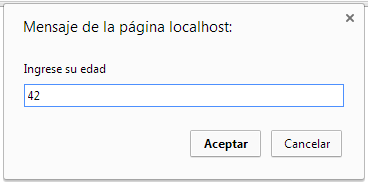 Mensaje de la página localhost:
Ingrese su edad
42
Aceptar Cancelar